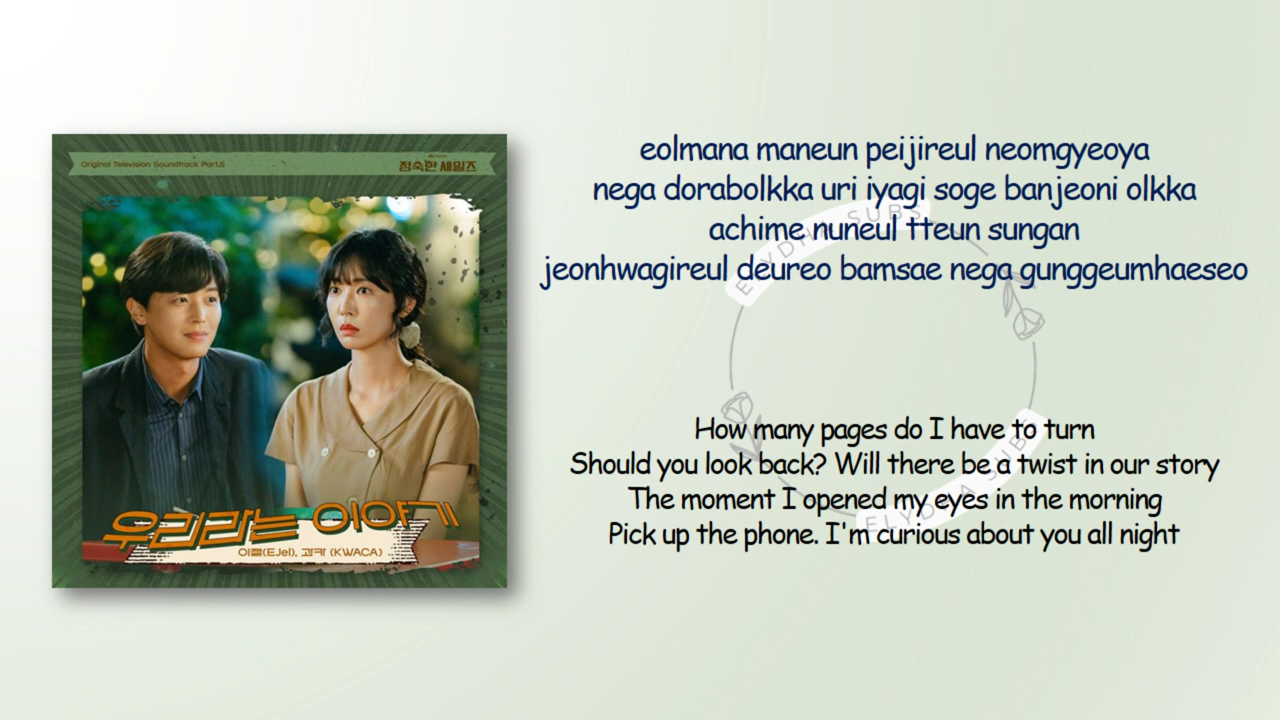 Original Television Soundtrack Part.5
정숙한 세일즈
우리라는 이야기
이젤(EJel), 과카 (KWACA)
eolmana maneun peijireul neomgyeoya
nega dorabolkka uri iyagi soge banjeoni olkka
achime nuneul tteun sungan
jeonhwagireul deureo bamsae nega gunggeumhaeseo
How many pages do I have to turn
Should you look back? Will there be a twist in our story
The moment I opened my eyes in the morning
Pick up the phone. I'm curious about you all night
ELYDHA SUBS
ELYDHA SUBS